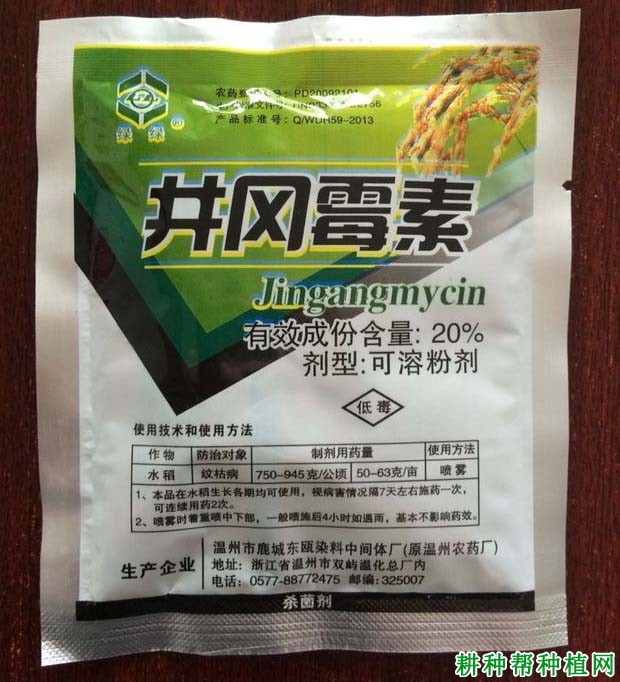 绿绿
农药登记证号：PD20092101
产品标准号：Q/WDH59-2013
井冈霉素
Jingangmycin
有效成份含量：20%
剂型：可溶粉剂
低毒
使用技术和使用方法
作物 防治对象 制剂用药量 使用方法
水稻 纹枯病 750-945克/公顷 50-63克/亩 喷雾
1、本品在水稻生长各期均可使用，视病害情况隔7天左右施药一次，
可连续用药2次。
2、喷雾时着重喷中下部，一般喷施后4小时如遇雨，基本不影响药效。
生产企业
温州市鹿城东瓯染料中间体厂(原温州农药厂)
地址：浙江省温州市双屿温化总厂内
电话：0577-88772475 邮编：325007
杀菌剂
耕种帮种植网